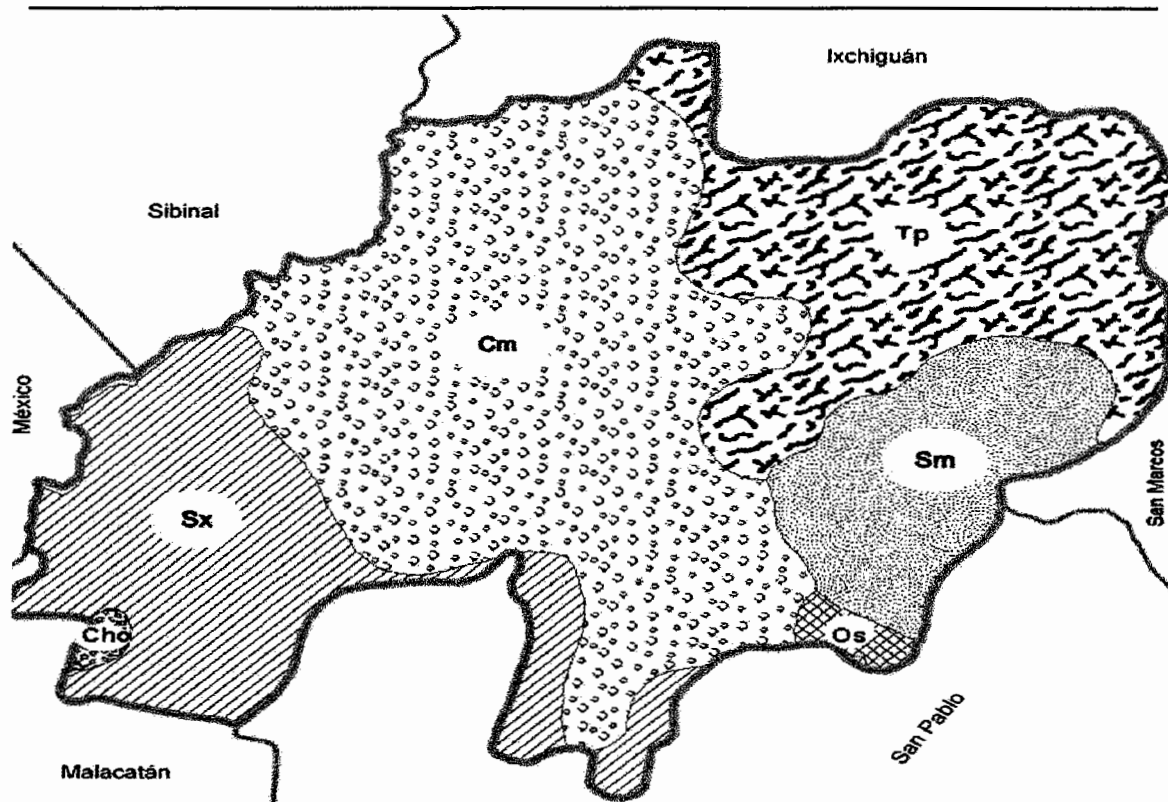 Ixchiguán
Sibinal
Tp
Cm
México
Sm
San Marcos
Sx
Cho
Os
San Pablo
Malacatán